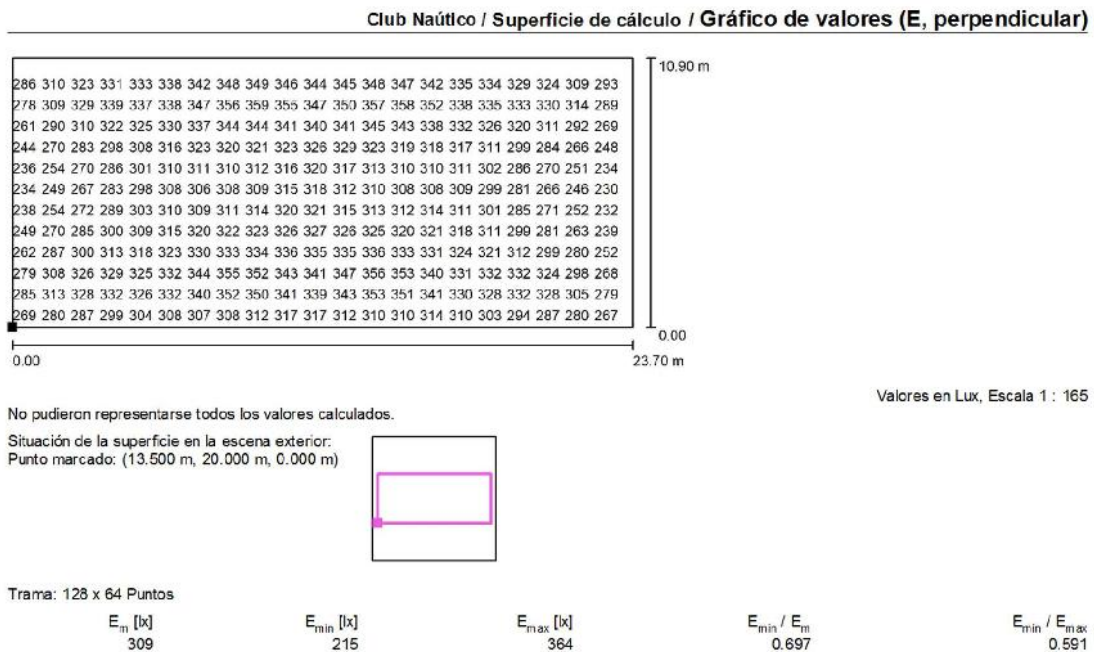 Club Naútico / Superficie de cálculo / Gráfico de valores (E, perpendicular)
10.90 m
286 310 323 331 333 338 342 348 349 346 344 345 348 347 342 335 334 329 324 309 293
278 309 329 339 337 338 347 356 359 355 347 350 357 358 352 338 335 333 330 314 289
261 290 310 322 325 330 337 344 344 341 340 341 345 343 338 332 326 320 311 292 269
244 270 283 298 308 316 323 320 321 323 326 329 323 319 318 317 311 299 284 266 248
236 254 270 286 301 310 311 310 312 316 320 317 313 310 310 311 302 286 270 251 234
234 249 267 283 298 308 306 308 309 315 318 312 310 308 308 309 299 281 266 246 230
238 254 272 289 303 310 309 311 314 320 321 315 313 312 314 311 301 285 271 252 232
249 270 285 300 309 315 320 322 323 326 327 326 325 320 321 318 311 299 281 263 239
262 287 300 313 318 323 330 333 334 336 335 335 336 333 331 324 321 312 299 280 252
279 308 326 329 325 332 344 355 352 343 341 347 356 353 340 331 332 332 324 298 268
285 313 328 332 326 332 340 352 350 341 339 343 353 351 341 330 328 332 328 305 279
269 280 287 299 304 308 307 308 312 317 317 312 310 310 314 310 303 294 287 280 267
0.00
0.00 23.70 m
Valores en Lux, Escala 1 : 165
No pudieron representarse todos los valores calculados.
Situación de la superficie en la escena exterior:
Punto marcado: (13.500 m, 20.000 m, 0.000 m)
Trama: 128 x 64 Puntos
Em [lx] Emin [lx] Emax [lx] Emin / Em Emin / Emax
309 215 364 0.697 0.591